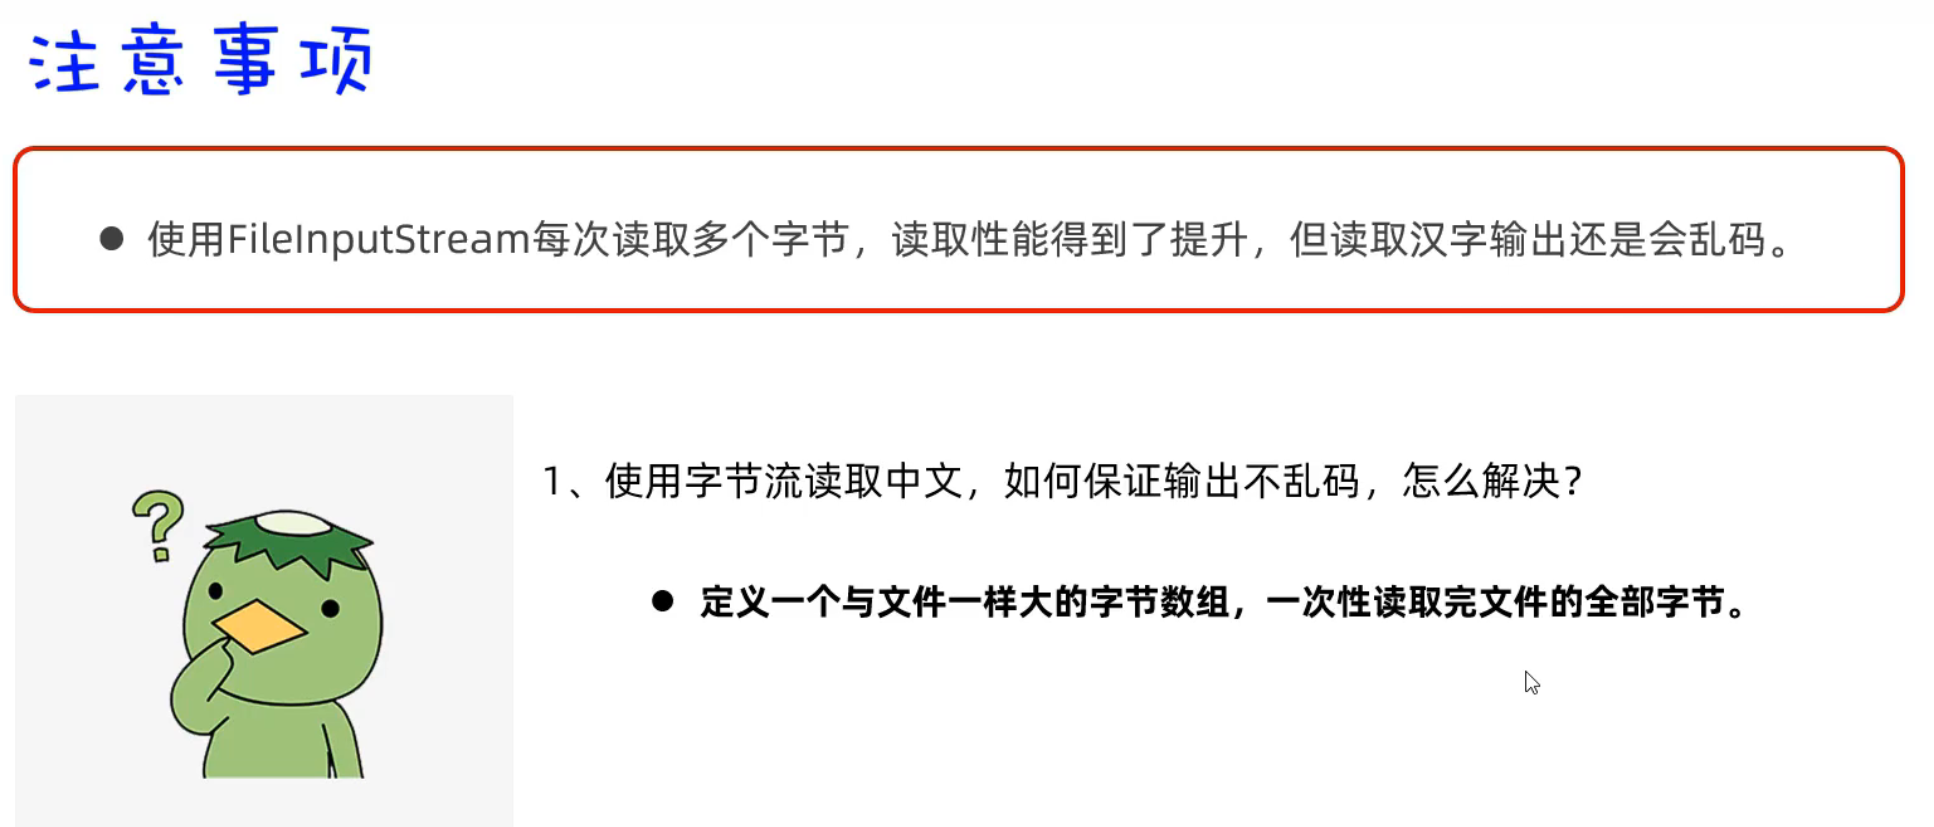 注意事项
● 使用FileInputStream每次读取多个字节，读取性能得到了提升，但读取汉字输出还是会乱码。
?
1、使用字节流读取中文，如何保证输出不乱码，怎么解决？
● 定义一个与文件一样大的字节数组，一次性读取完文件的全部字节。